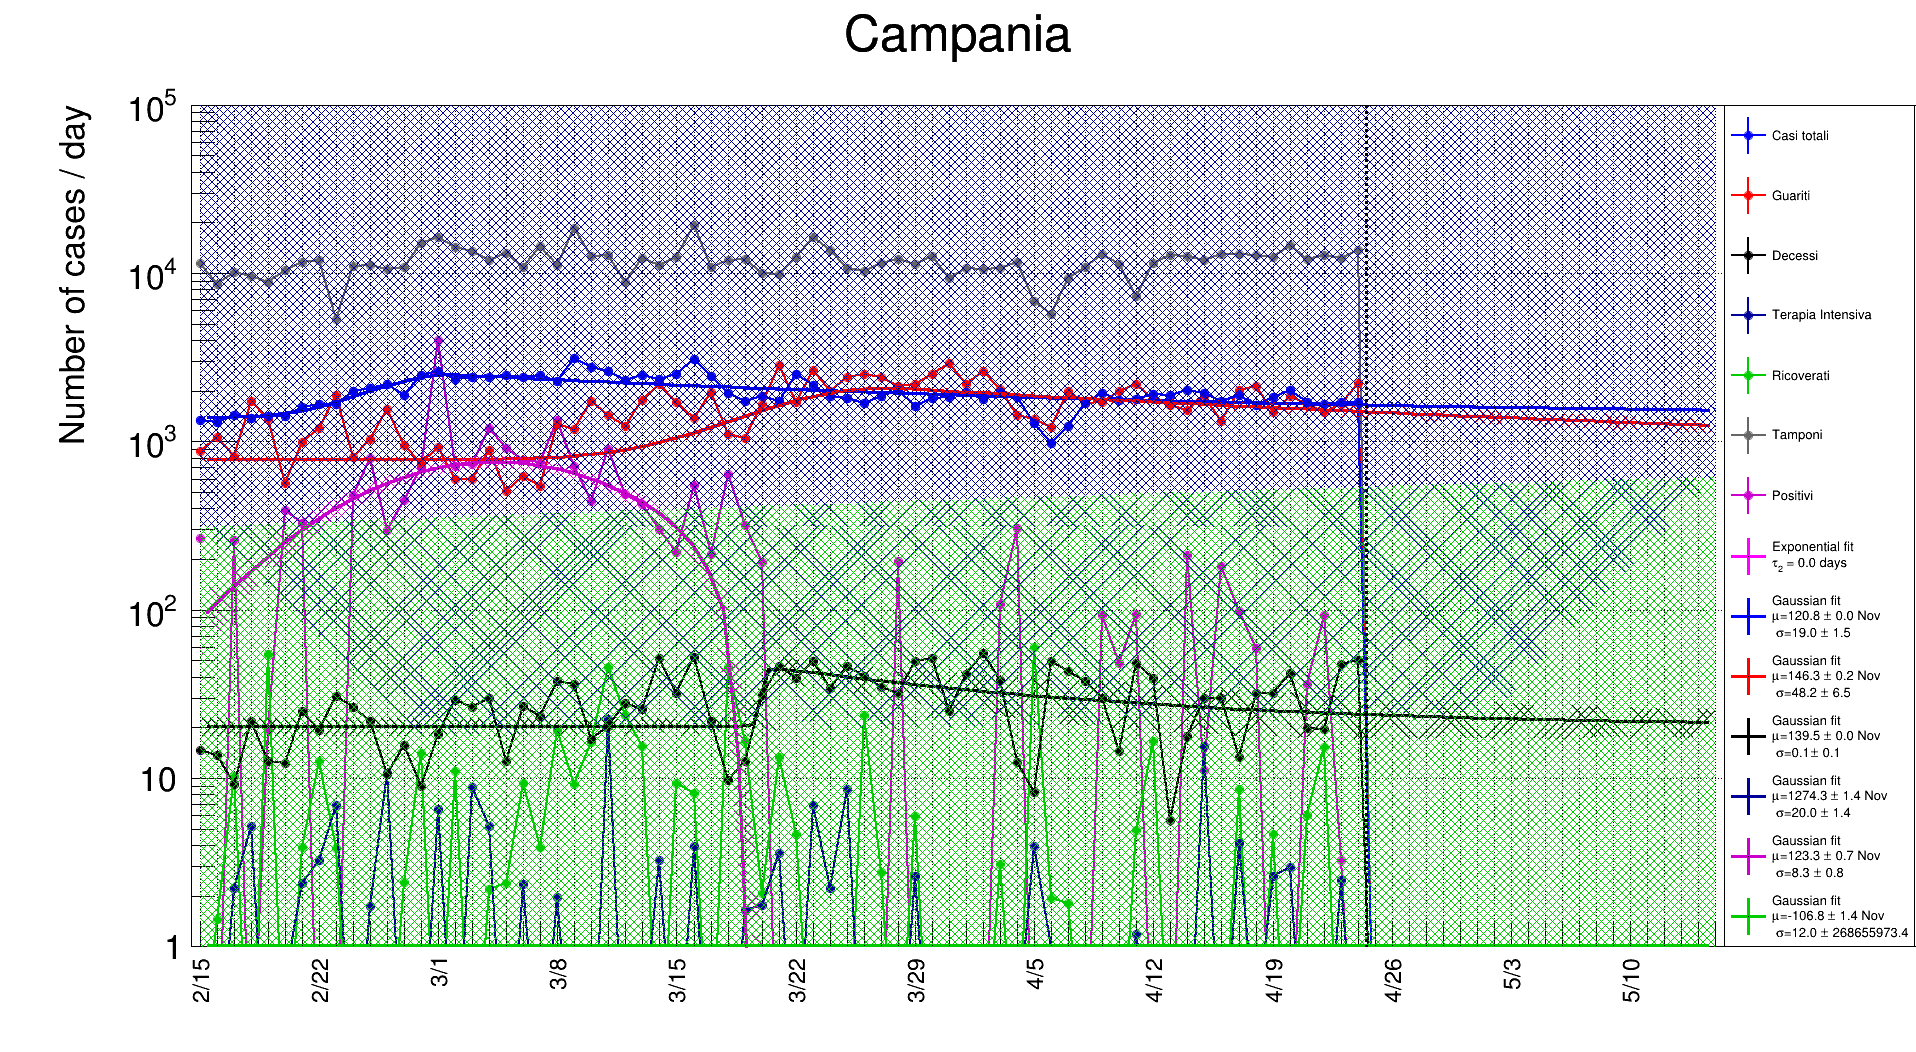 Campania
Number of cases / day
10^5
10^4
10^3
10^2
10
1
2/15
2/22
3/1
3/8
3/15
3/22
3/29
4/5
4/12
4/19
4/26
5/3
5/10
Casi totali
Guariti
Decessi
Terapia Intensiva
Ricoverati
Tamponi
Positivi
Exponential fit
τ_2 = 0.0 days
Gaussian fit
μ=120.8 ± 0.0 Nov
σ=19.0 ± 1.5
Gaussian fit
μ=146.3 ± 0.2 Nov
σ=48.2 ± 6.5
Gaussian fit
μ=139.5 ± 0.0 Nov
σ=0.1 ± 0.1
Gaussian fit
μ=1274.3 ± 1.4 Nov
σ=20.0 ± 1.4
Gaussian fit
μ=123.3 ± 0.7 Nov
σ=8.3 ± 0.8
Gaussian fit
μ=-106.8 ± 1.4 Nov
σ=12.0 ± 268655973.4